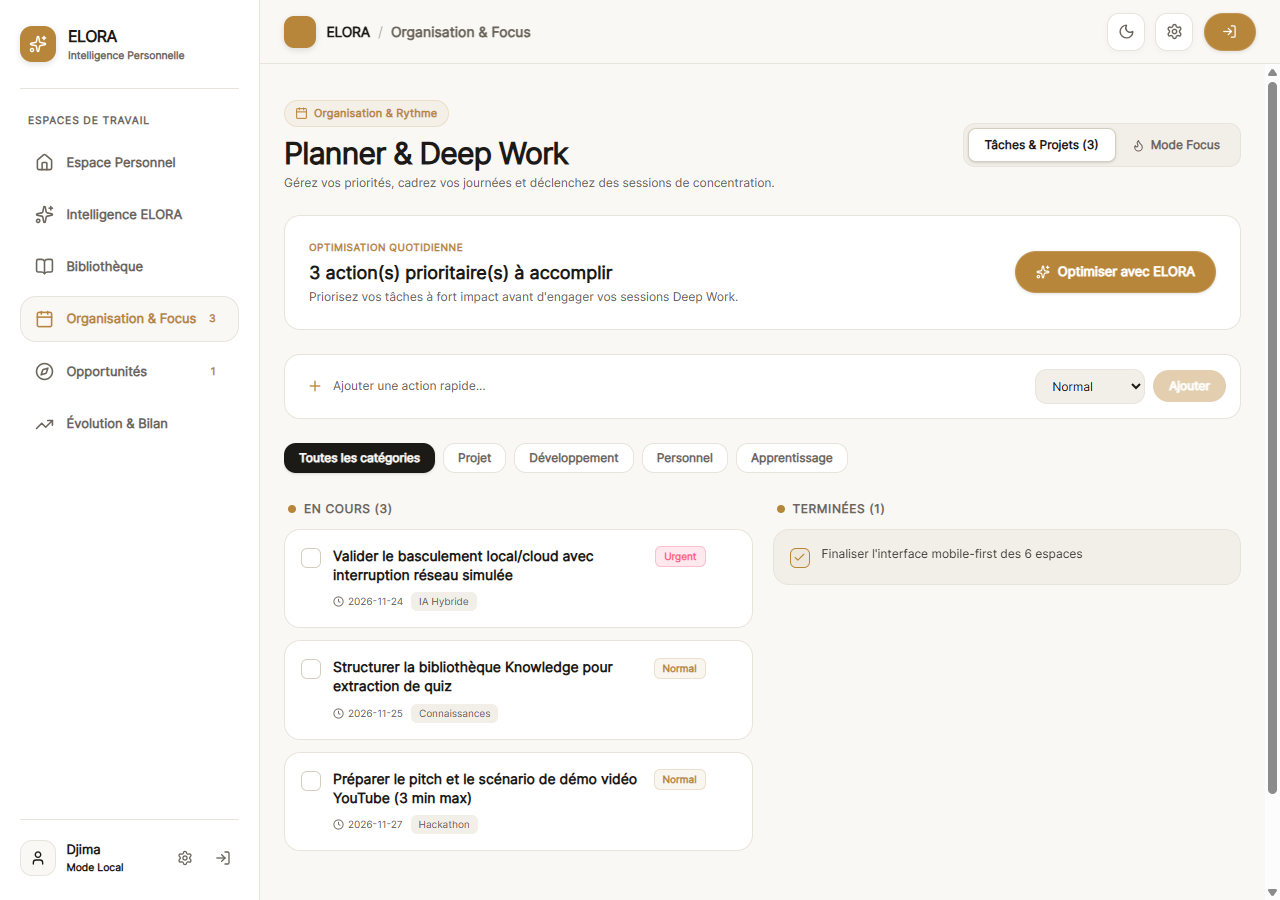 ELORA
Intelligence Personnelle
ESPACES DE TRAVAIL
Espace Personnel
Intelligence ELORA
Bibliothèque
Organisation & Focus 3
Opportunités 1
Évolution & Bilan
Djima
Mode Local
ELORA / Organisation & Focus
Organisation & Rythme
Planner & Deep Work
Gérez vos priorités, cadrez vos journées et déclenchez des sessions de concentration.
Tâches & Projets (3) Mode Focus
OPTIMISATION QUOTIDIENNE
3 action(s) prioritaire(s) à accomplir
Priorisez vos tâches à fort impact avant d'engager vos sessions Deep Work.
Optimiser avec ELORA
Ajouter une action rapide... Normal Ajouter
Toutes les catégories Projet Développement Personnel Apprentissage
EN COURS (3)
Valider le basculement local/cloud avec
interruption réseau simulée
Urgent
2026-11-24 IA Hybride
Structurer la bibliothèque Knowledge pour
extraction de quiz
Normal
2026-11-25 Connaissances
Préparer le pitch et le scénario de démo vidéo
YouTube (3 min max)
Normal
2026-11-27 Hackathon
TERMINÉES (1)
Finaliser l'interface mobile-first des 6 espaces